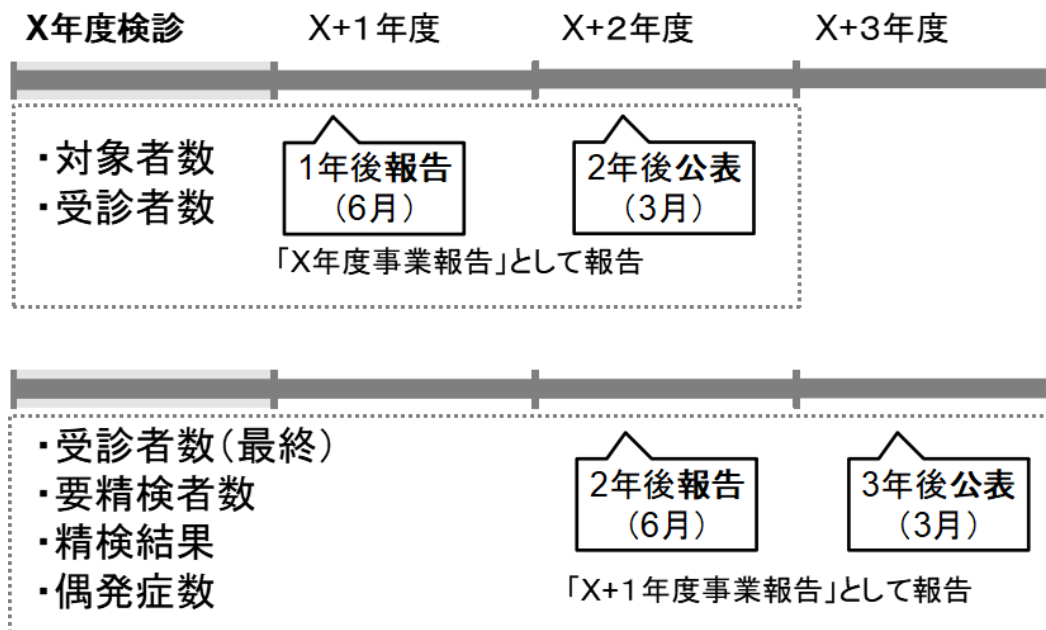 X年度検診
X+1年度
X+2年度
X+3年度
・対象者数
・受診者数
1年後報告
(6月)
2年後公表
(3月)
「X年度事業報告」として報告
・受診者数(最終)
・要精検者数
・精検結果
・偶発症数
2年後報告
(6月)
3年後公表
(3月)
「X+1年度事業報告」として報告